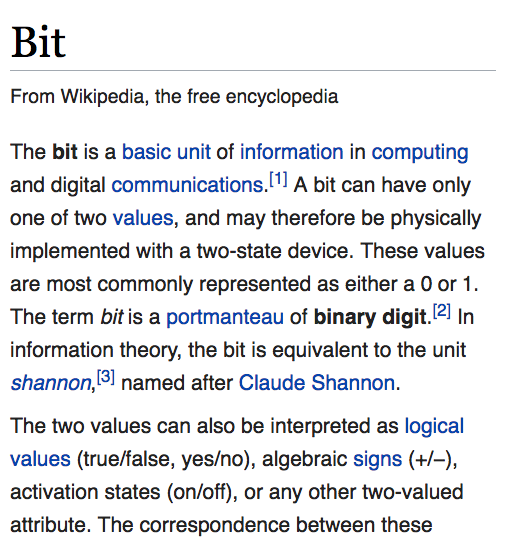 Bit
From Wikipedia, the free encyclopedia
The bit is a basic unit of information in computing
and digital communications.[1] A bit can have only
one of two values, and may therefore be physically
implemented with a two-state device. These values
are most commonly represented as either a 0 or 1.
The term bit is a portmanteau of binary digit.[2] In
information theory, the bit is equivalent to the unit
shannon,[3] named after Claude Shannon.
The two values can also be interpreted as logical
values (true/false, yes/no), algebraic signs (+/−),
activation states (on/off), or any other two-valued
attribute. The correspondence between these